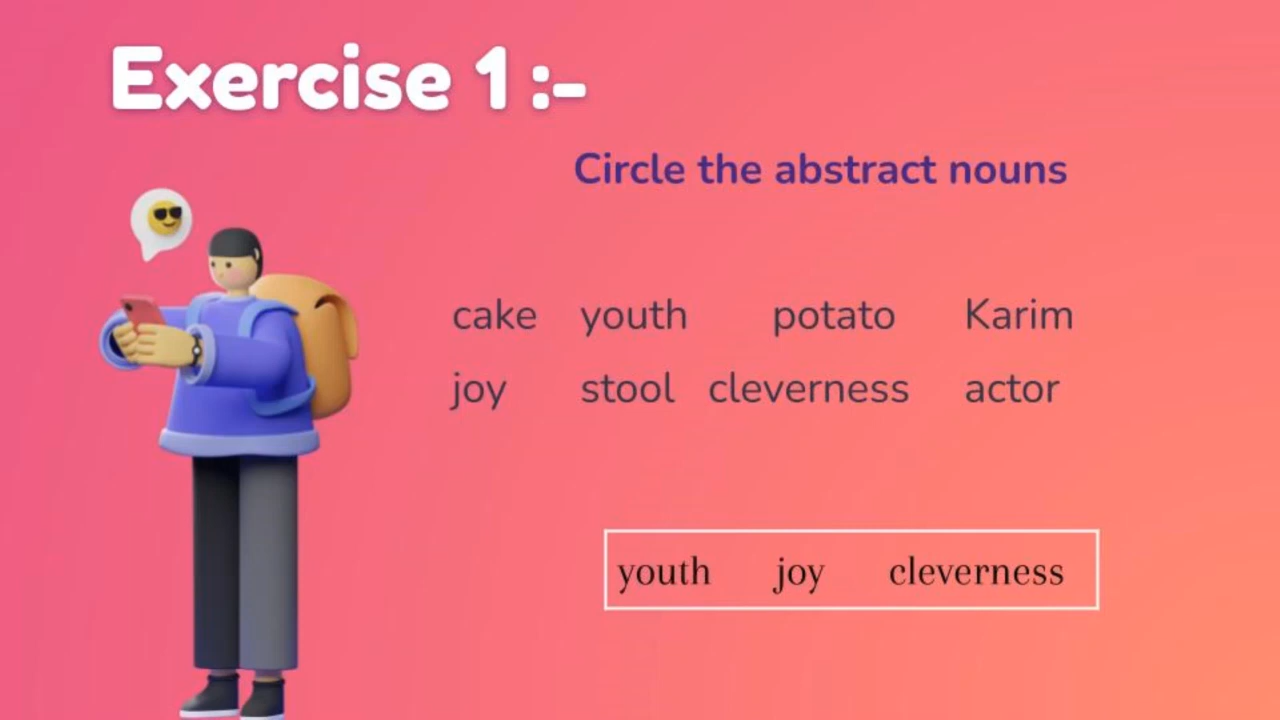 Exercise 1 :-
Circle the abstract nouns
cake youth potato Karim
joy stool cleverness actor
youth joy cleverness